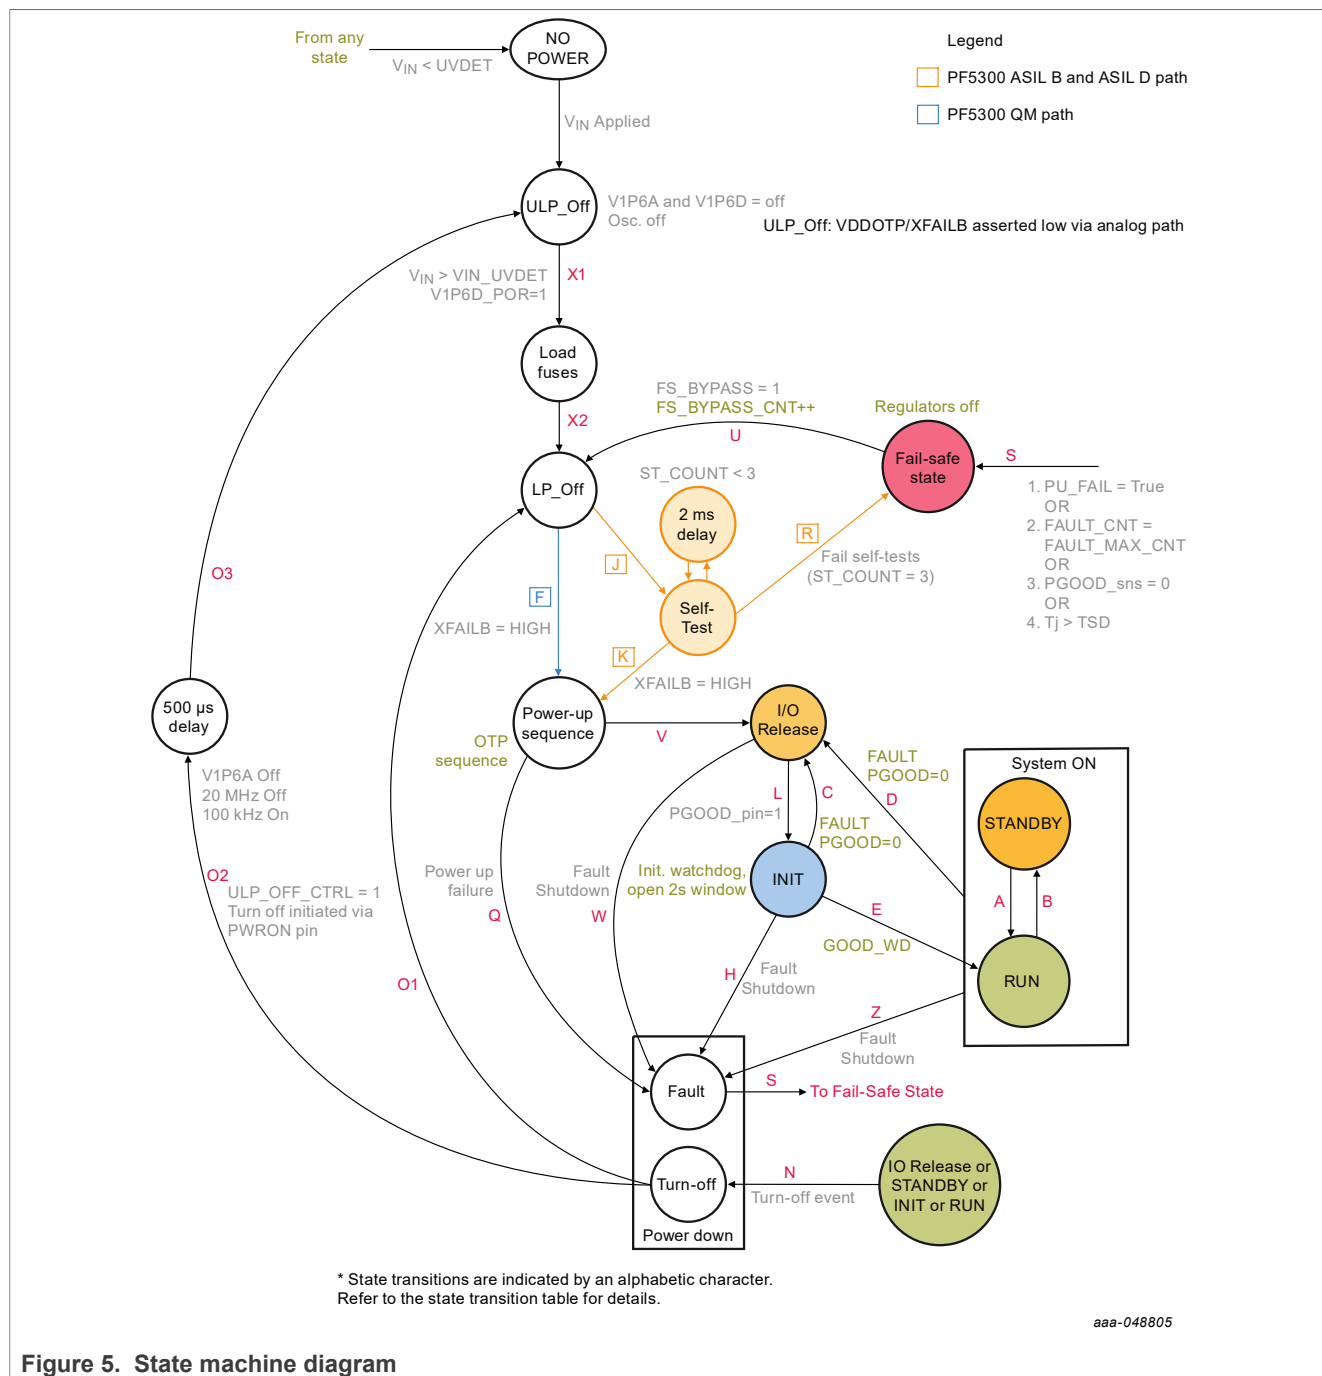 From any
state
V_IN < UVDET
NO
POWER
Legend
PF5300 ASIL B and ASIL D path
PF5300 QM path
V_IN Applied
ULP_Off
V1P6A and V1P6D = off
Osc. off
ULP_Off: VDDOTP/XFAILB asserted low via analog path
V_IN > VIN_UVDET
V1P6D_POR=1
X1
Load
fuses
X2
FS_BYPASS = 1
FS_BYPASS_CNT++
U
Regulators off
Fail-safe
state
S
1. PU_FAIL = True
OR
2. FAULT_CNT =
FAULT_MAX_CNT
OR
3. PGOOD_sns = 0
OR
4. Tj > TSD
LP_Off
ST_COUNT < 3
2 ms
delay
R
Fail self-tests
(ST_COUNT = 3)
J
O3
F
XFAILB = HIGH
Self-
Test
K
XFAILB = HIGH
500 µs
delay
V1P6A Off
20 MHz Off
100 kHz On
Power-up
sequence
OTP
sequence
V
I/O
Release
FAULT
PGOOD=0
D
System ON
STANDBY
L
C
PGOOD_pin=1
FAULT
PGOOD=0
Init. watchdog,
open 2s window
INIT
Power up
failure
Q
Fault
Shutdown
W
O2
ULP_OFF_CTRL = 1
Turn off initiated via
PWRON pin
E
GOOD_WD
A
B
RUN
O1
H
Fault
Shutdown
Z
Fault
Shutdown
Fault
S
To Fail-Safe State
Turn-off
N
Turn-off event
IO Release or
STANDBY or
INIT or RUN
Power down
* State transitions are indicated by an alphabetic character.
Refer to the state transition table for details.
aaa-048805
Figure 5. State machine diagram